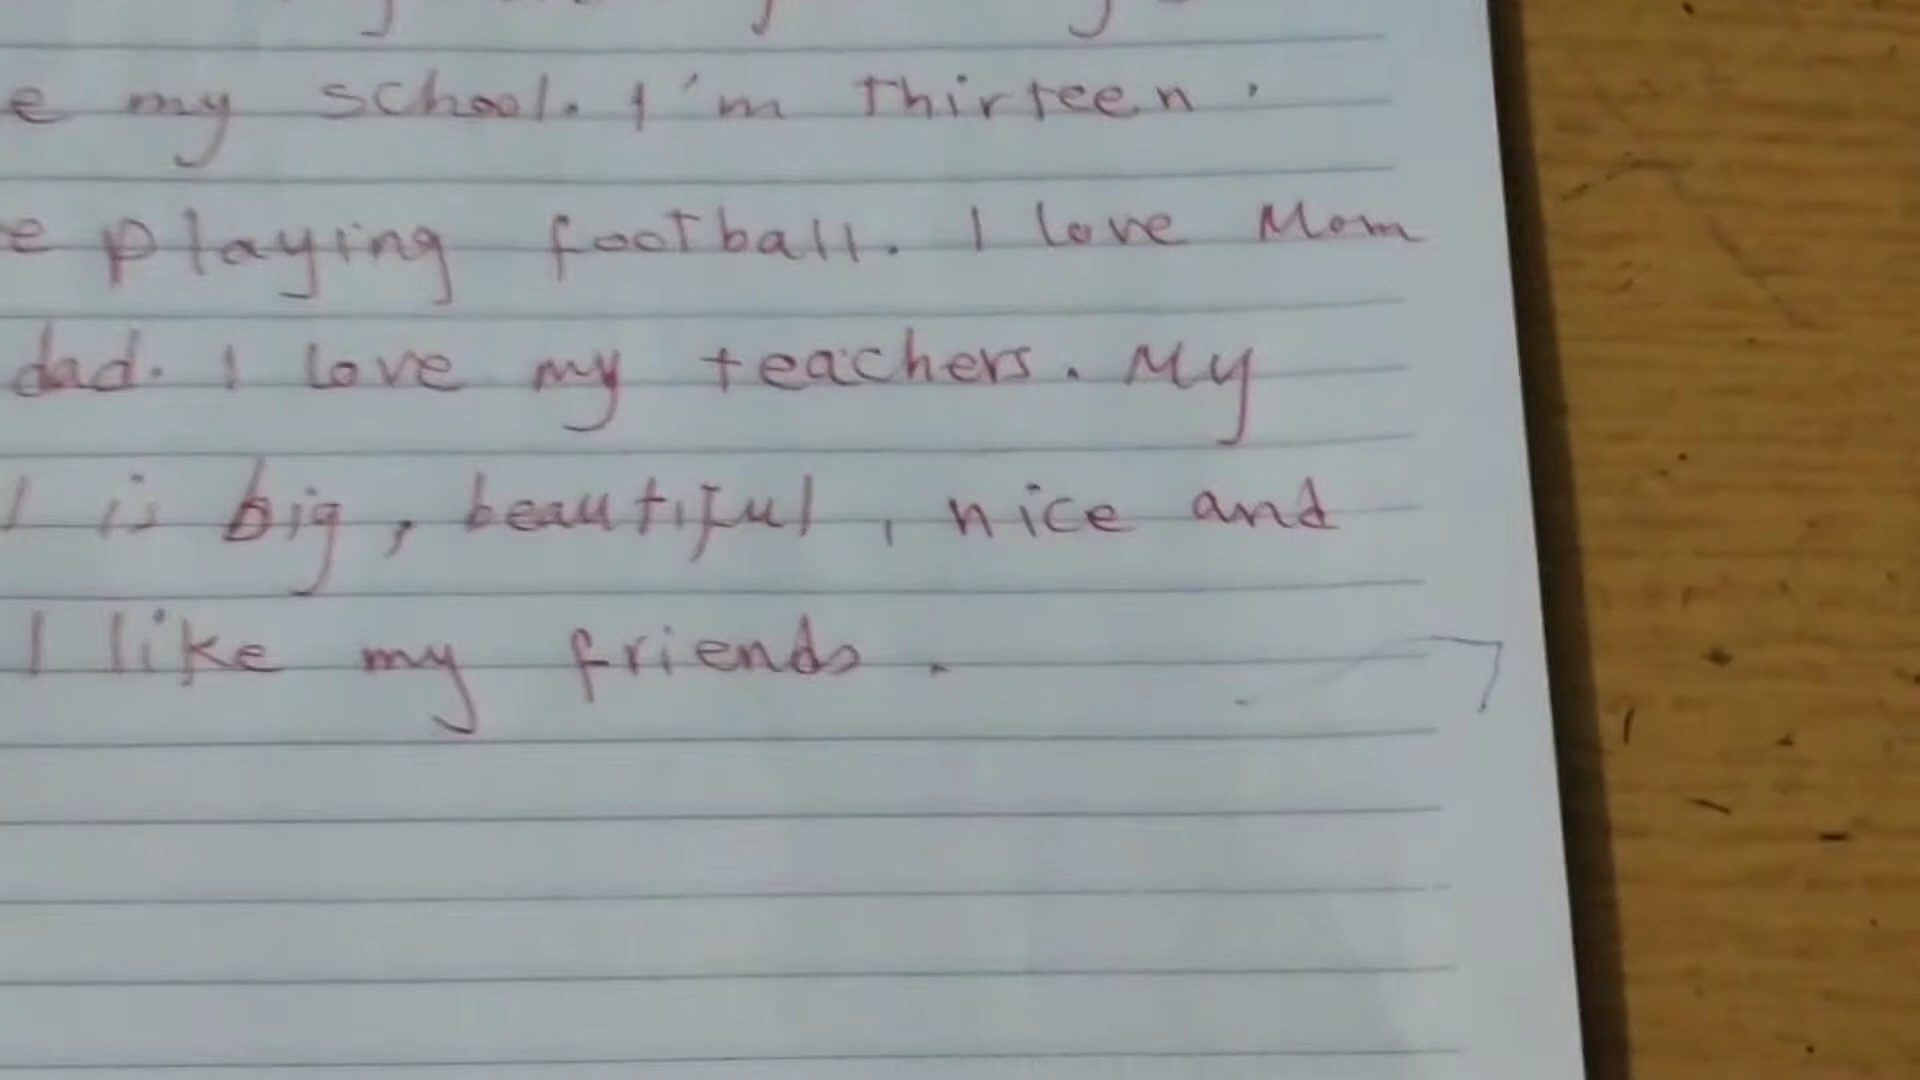 e my school. I'm thirteen.
e playing football. I love Mom
dad. I love my teachers. My
l is big, beautiful, nice and
I like my friends.